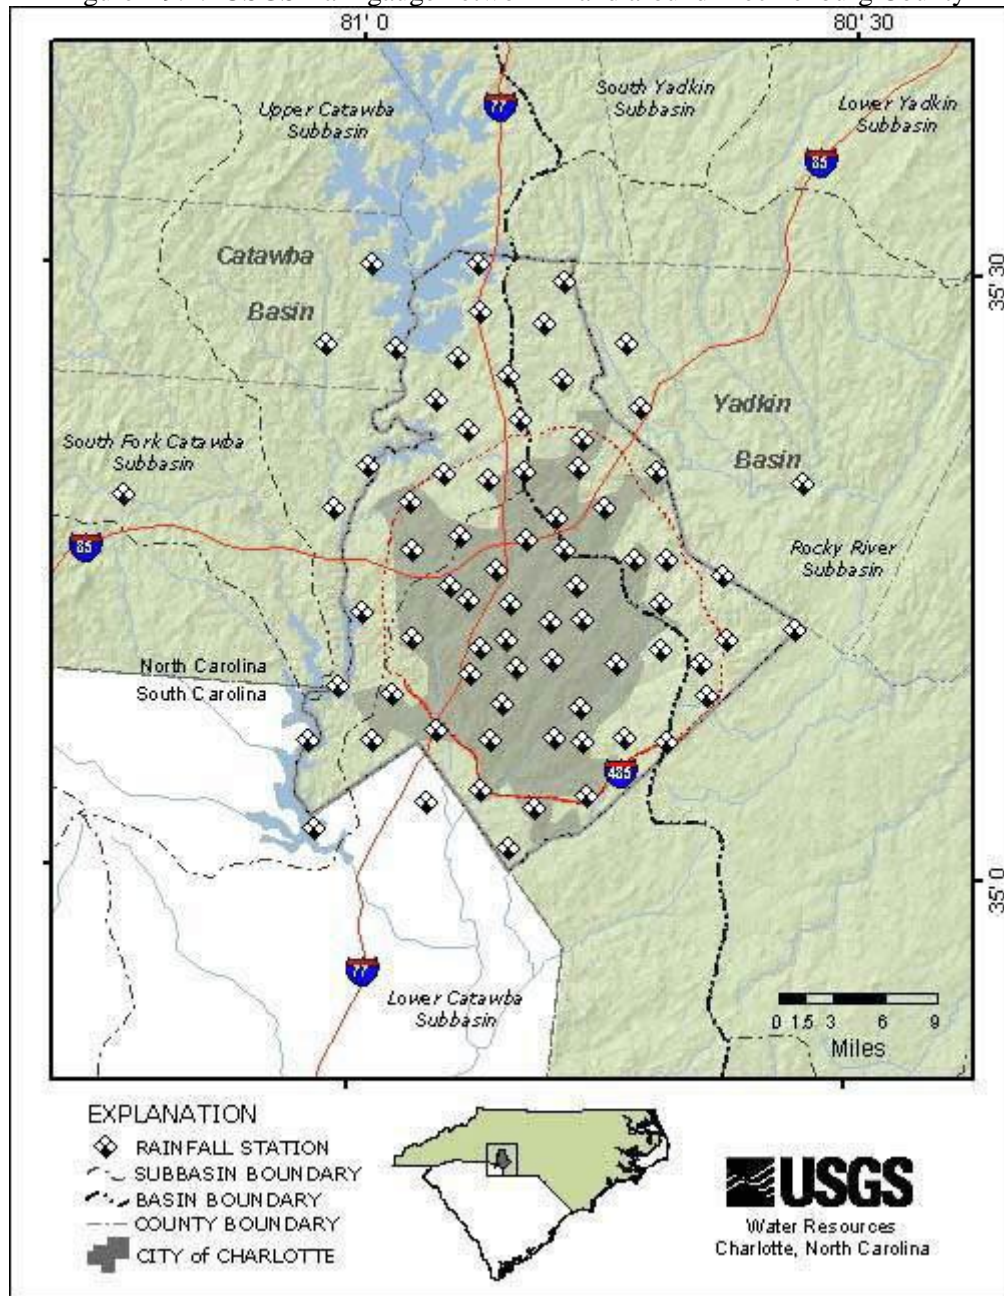 81° 0'
80° 30'
77
South Yadkin
Subbasin
Upper Catawba
Subbasin
Lower Yadkin
Subbasin
85
Catawba
Basin
35° 30'
Yadkin
Basin
South Fork Catawba
Subbasin
85
Rocky River
Subbasin
North Carolina
South Carolina
485
35° 0'
77
Lower Catawba
Subbasin
0 1.5 3 6 9
Miles
EXPLANATION
RAINFALL STATION
SUBBASIN BOUNDARY
BASIN BOUNDARY
COUNTY BOUNDARY
CITY of CHARLOTTE
USGS
Water Resources
Charlotte, North Carolina